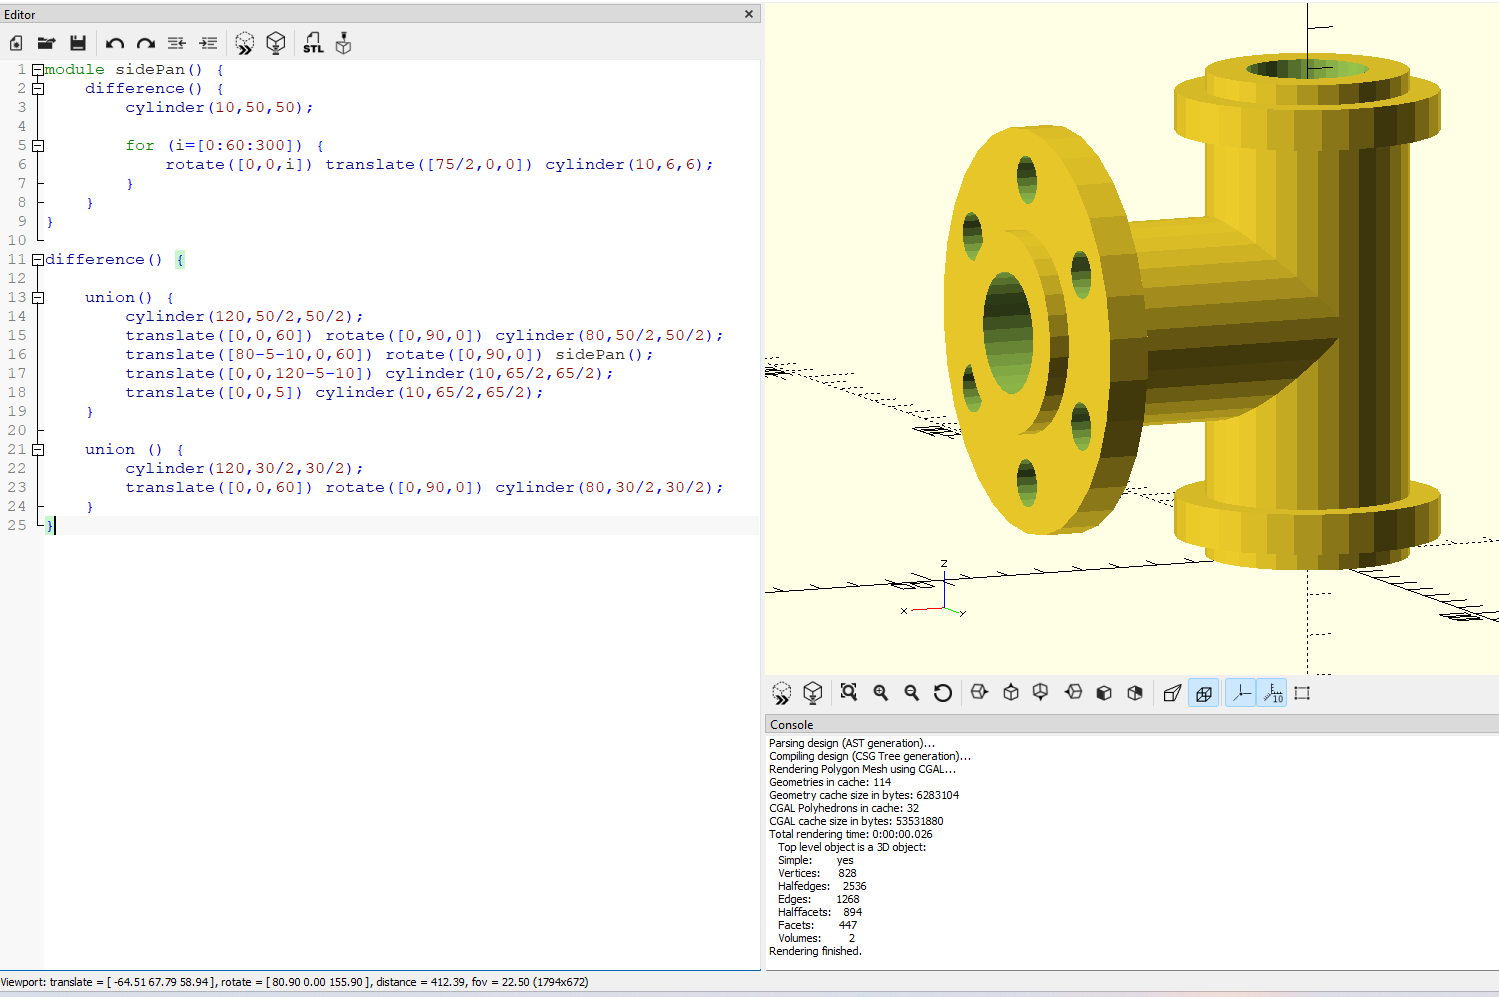 Editor
STL
1 module sidePan() {
2     difference() {
3         cylinder(10,50,50);
4
5         for (i=[0:60:300]) {
6             rotate([0,0,i]) translate([75/2,0,0]) cylinder(10,6,6);
7         }
8     }
9 }
10
11 difference() {
12
13     union() {
14         cylinder(120,50/2,50/2);
15         translate([0,0,60]) rotate([0,90,0]) cylinder(80,50/2,50/2);
16         translate([80-5-10,0,60]) rotate([0,90,0]) sidePan();
17         translate([0,0,120-5-10]) cylinder(10,65/2,65/2);
18         translate([0,0,5]) cylinder(10,65/2,65/2);
19     }
20
21     union () {
22         cylinder(120,30/2,30/2);
23         translate([0,0,60]) rotate([0,90,0]) cylinder(80,30/2,30/2);
24     }
25 }
z
x
y
10
Console
Parsing design (AST generation)...
Compiling design (CSG Tree generation)...
Rendering Polygon Mesh using CGAL...
Geometries in cache: 114
Geometry cache size in bytes: 6283104
CGAL Polyhedrons in cache: 32
CGAL cache size in bytes: 53531880
Total rendering time: 0:00:00.026
Top level object is a 3D object:
Simple: yes
Vertices: 828
Halfedges: 2536
Edges: 1268
Halffacets: 894
Facets: 447
Volumes: 2
Rendering finished.
Viewport: translate = [ -64.51 67.79 58.94 ], rotate = [ 80.90 0.00 155.90 ], distance = 412.39, fov = 22.50 (1794x672)